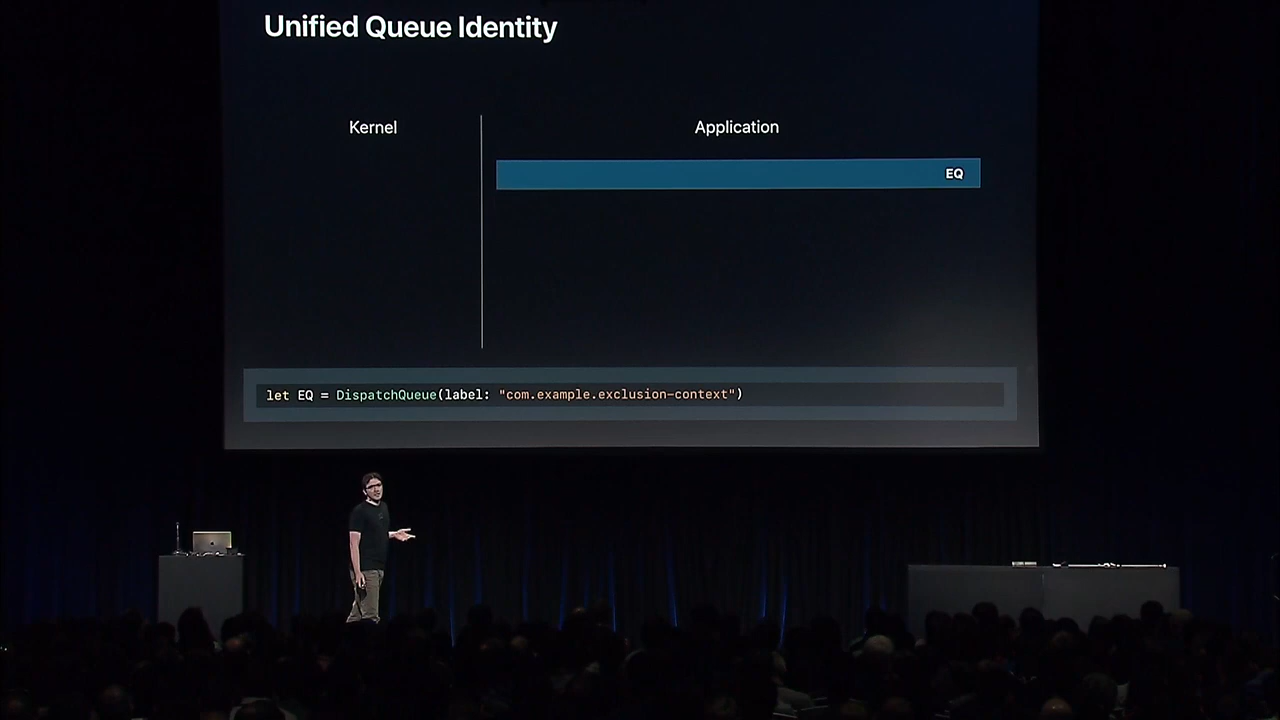 Unified Queue Identity
Kernel
Application
EQ
let EQ = DispatchQueue(label: "com.example.exclusion-context")